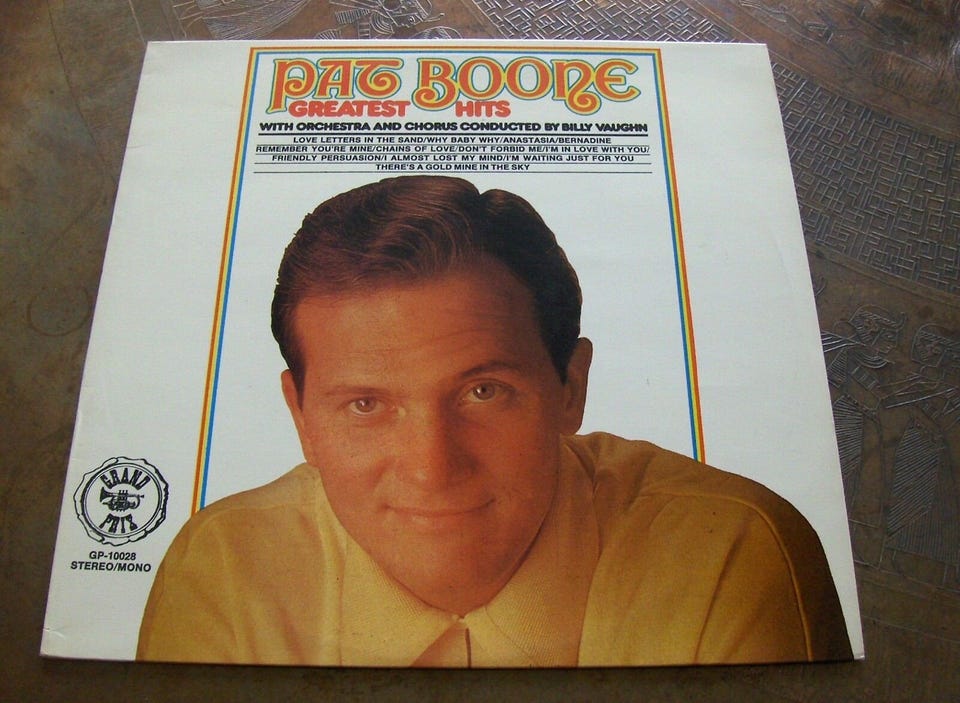 PAT BOONE
GREATEST HITS
WITH ORCHESTRA AND CHORUS CONDUCTED BY BILLY VAUGHN
LOVE LETTERS IN THE SAND/WHY BABY WHY/ANASTASIA/BERNADINE
REMEMBER YOU'RE MINE/CHAINS OF LOVE/DON'T FORBID ME/I'M IN LOVE WITH YOU/
FRIENDLY PERSUASION/I ALMOST LOST MY MIND/I'M WAITING JUST FOR YOU
THERE'S A GOLD MINE IN THE SKY
GRAND
PRIX
GP-10028
STEREO/MONO